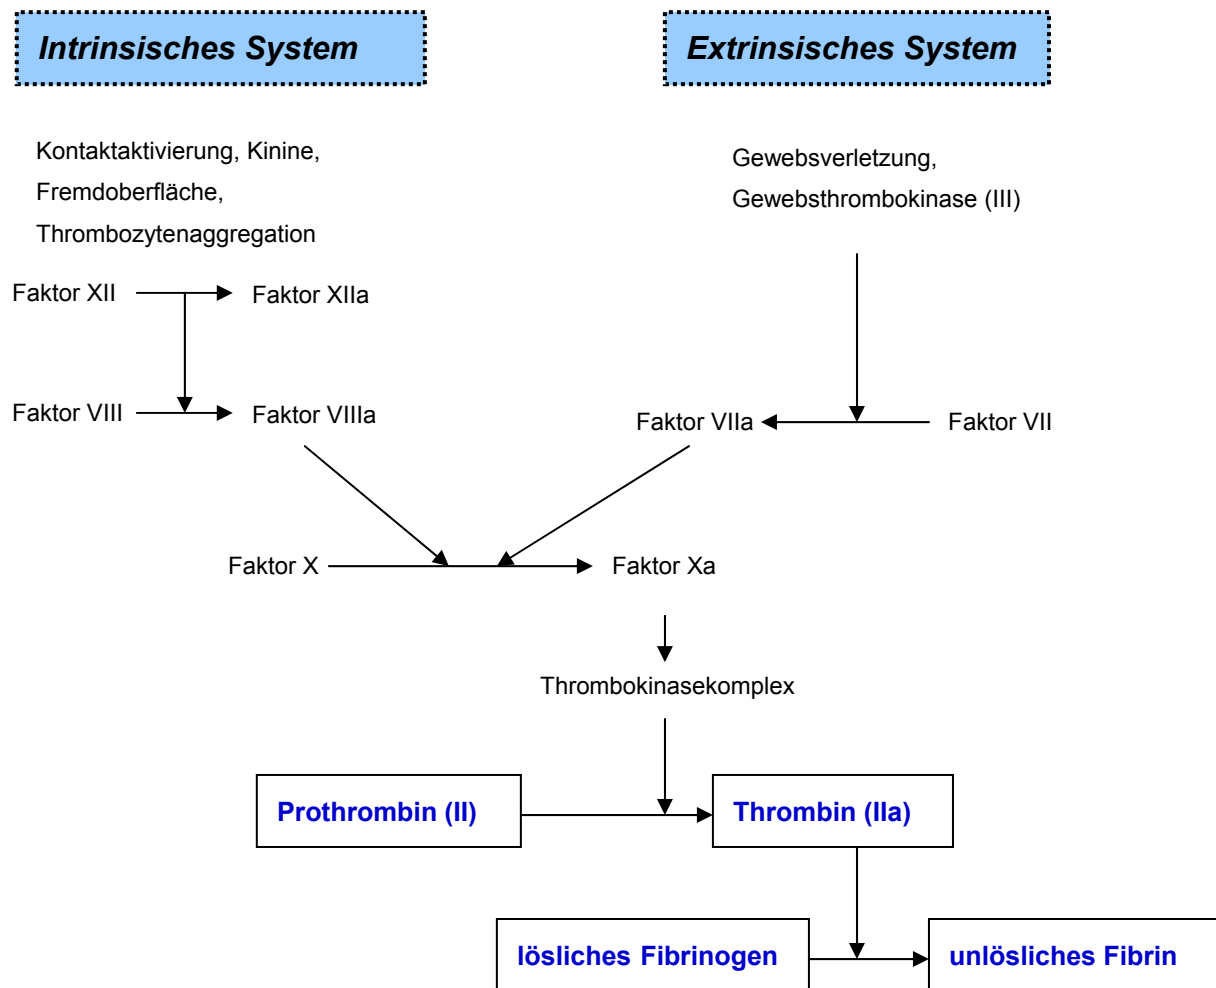 Intrinsisches System
Extrinsisches System
Kontaktaktivierung, Kinine,
Fremdoberfläche,
Thrombozytenaggregation
Gewebsverletzung,
Gewebsthrombokinase (III)
Faktor XII
Faktor XIIa
Faktor VIII
Faktor VIIIa
Faktor VIIa
Faktor VII
Faktor X
Faktor Xa
Thrombokinasekomplex
Prothrombin (II)
Thrombin (IIa)
lösliches Fibrinogen
unlösliches Fibrin